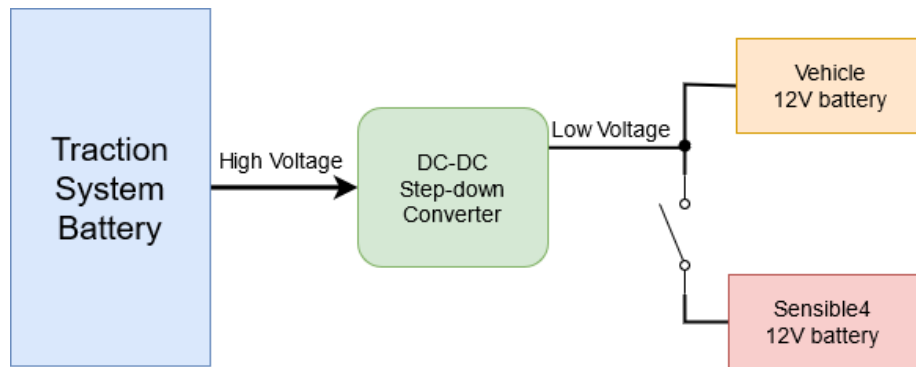 Traction
System
Battery
High Voltage
DC-DC
Step-down
Converter
Low Voltage
Vehicle
12V battery
Sensible4
12V battery